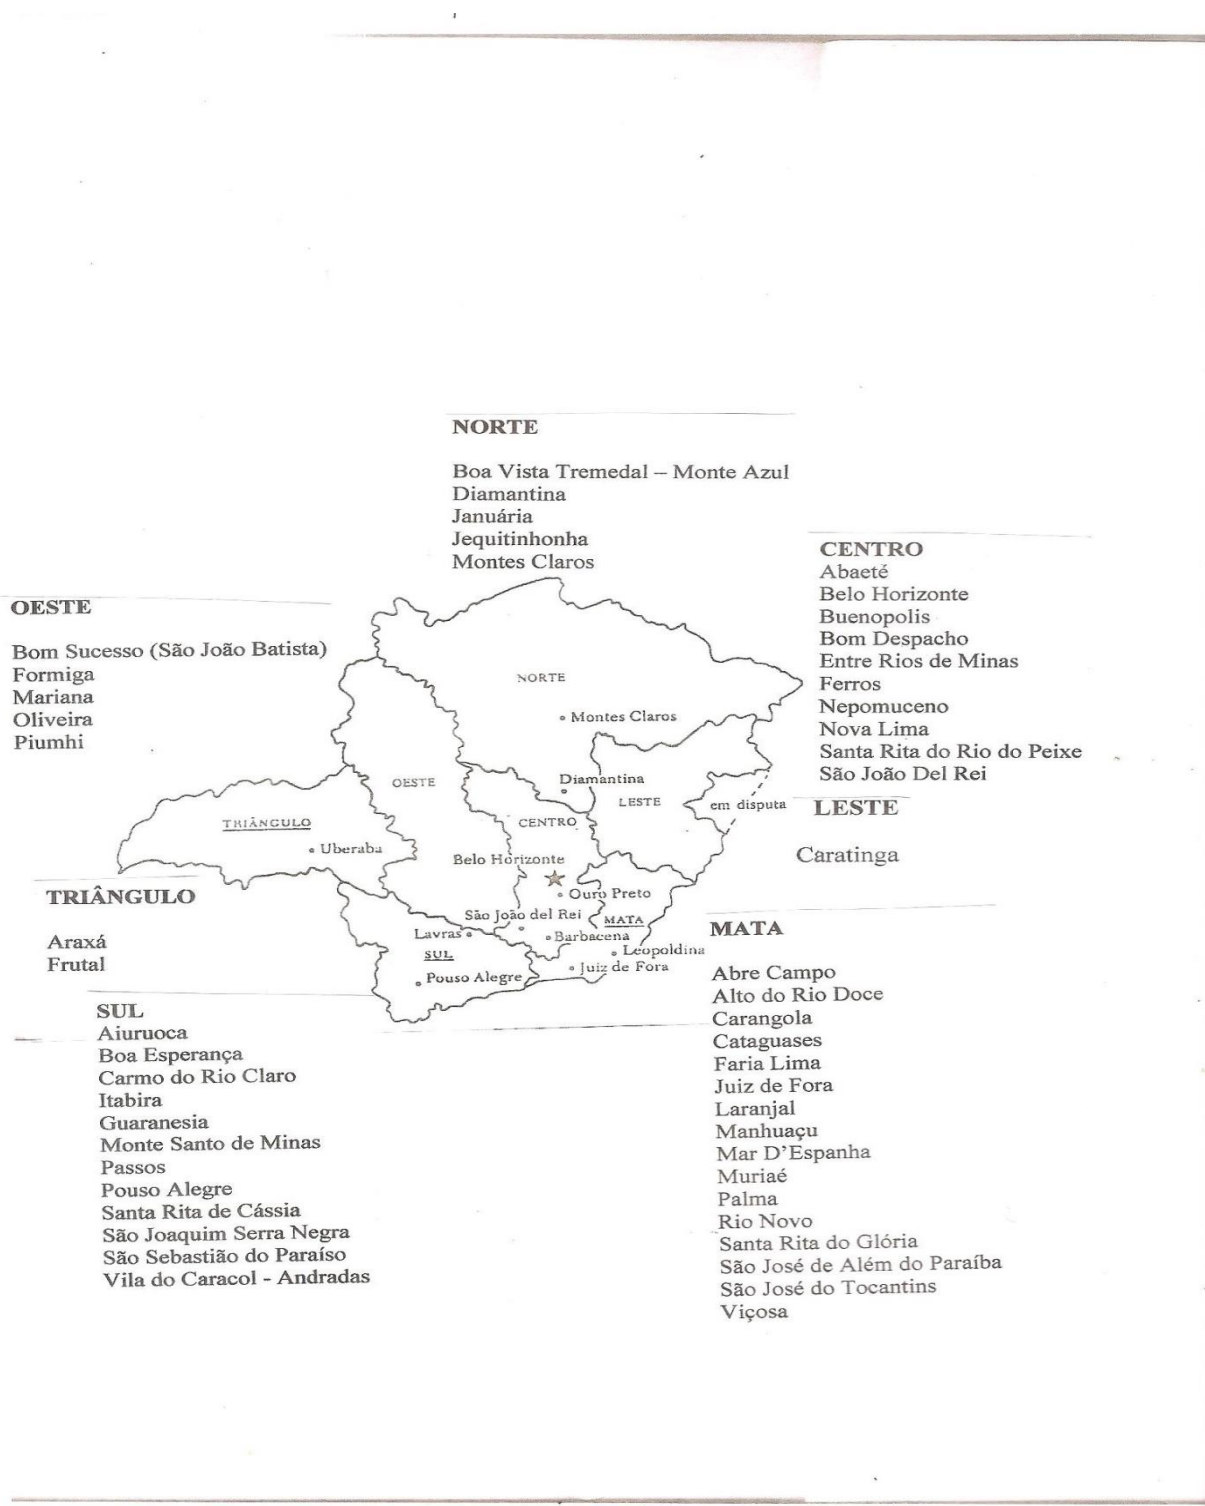 NORTE
Boa Vista Tremedal – Monte Azul
Diamantina
Januária
Jequitinhonha
Montes Claros
CENTRO
Abaeté
Belo Horizonte
Buenopolis
Bom Despacho
Entre Rios de Minas
Ferros
Nepomuceno
Nova Lima
Santa Rita do Rio do Peixe
São João Del Rei
OESTE
Bom Sucesso (São João Batista)
Formiga
Mariana
Oliveira
Piumhi
NORTE
Montes Claros
Diamantina
OESTE
LESTE
em disputa
CENTRO
TRIÂNGULO
Uberaba
Belo Horizonte
Ouro Preto
São João del Rei
MATA
Lavras
Barbacena
Leopoldina
SUL
Juiz de Fora
Pouso Alegre
LESTE
Caratinga
TRIÂNGULO
Araxá
Frutal
MATA
Abre Campo
Alto do Rio Doce
Carangola
Cataguases
Faria Lima
Juiz de Fora
Laranjal
Manhuaçu
Mar D'Espanha
Muriaé
Palma
Rio Novo
Santa Rita do Glória
São José de Além do Paraíba
São José do Tocantins
Viçosa
SUL
Aiuruoca
Boa Esperança
Carmo do Rio Claro
Itabira
Guaranesia
Monte Santo de Minas
Passos
Pouso Alegre
Santa Rita de Cássia
São Joaquim Serra Negra
São Sebastião do Paraíso
Vila do Caracol - Andradas